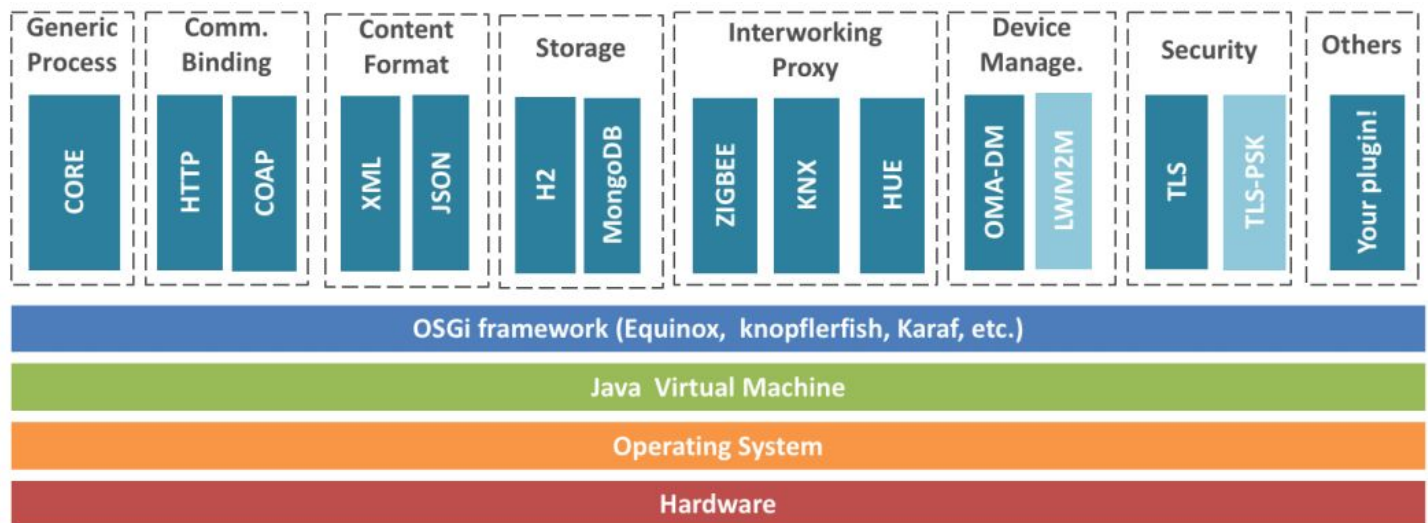 Generic
Process
Comm.
Binding
Content
Format
Storage
Interworking
Proxy
Device
Manage.
Security
Others
CORE
HTTP
COAP
XML
JSON
H2
MongoDB
ZIGBEE
KNX
HUE
OMA-DM
LWM2M
TLS
TLS-PSK
Your plugin!
OSGi framework (Equinox, knopflerfish, Karaf, etc.)
Java Virtual Machine
Operating System
Hardware